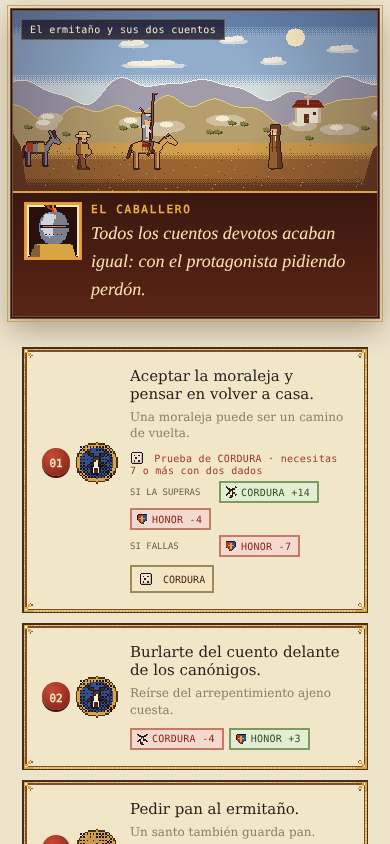 El ermitaño y sus dos cuentos
EL CABALLERO
Todos los cuentos devotos acaban
igual: con el protagonista pidiendo
perdón.
Aceptar la moraleja y
pensar en volver a casa.
Una moraleja puede ser un camino
de vuelta.
01
Prueba de CORDURA · necesitas
7 o más con dos dados
SI LA SUPERAS CORDURA +14
HONOR -4
SI FALLAS HONOR -7
CORDURA
Burlarte del cuento delante
de los canónigos.
02
Reírse del arrepentimiento ajeno
cuesta.
CORDURA -4 HONOR +3
Pedir pan al ermitaño.
Un santo también guarda pan.